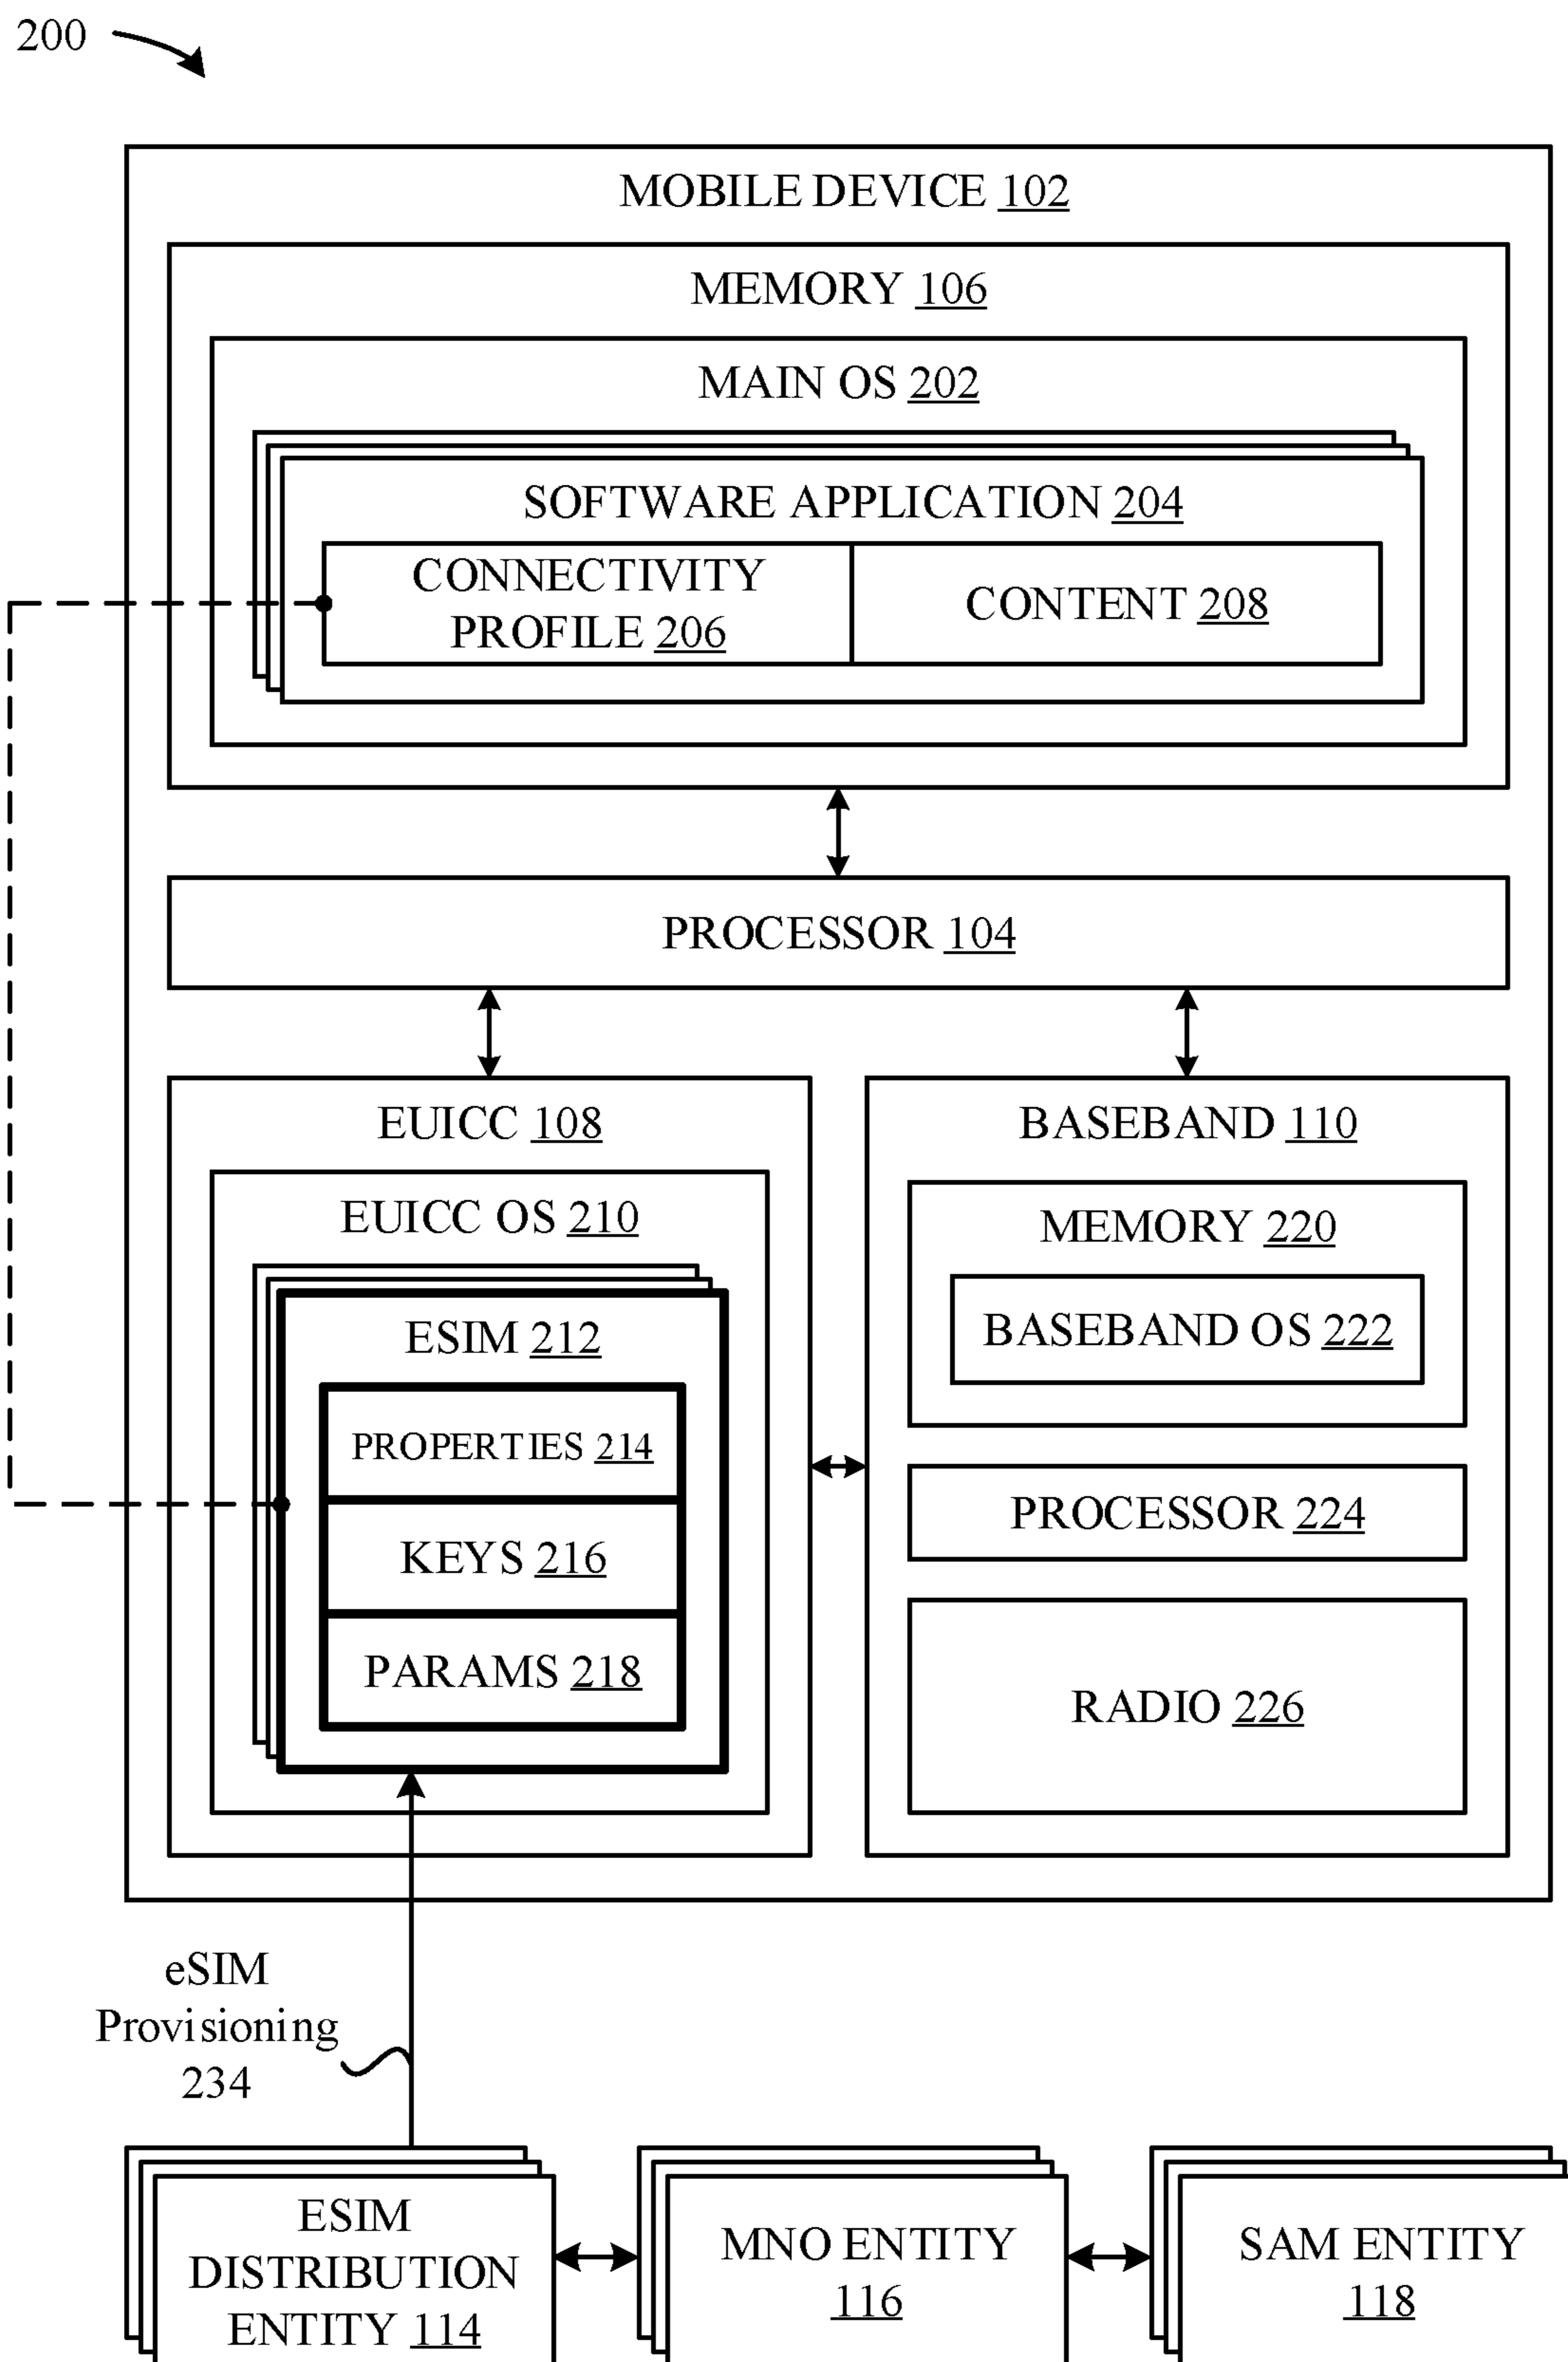 200
MOBILE DEVICE 102
MEMORY 106
MAIN OS 202
SOFTWARE APPLICATION 204
CONNECTIVITY
PROFILE 206
CONTENT 208
PROCESSOR 104
EUICC 108
EUICC OS 210
ESIM 212
PROPERTIES 214
KEYS 216
PARAMS 218
BASEBAND 110
MEMORY 220
BASEBAND OS 222
PROCESSOR 224
RADIO 226
eSIM
Provisioning
234
ESIM
DISTRIBUTION
ENTITY 114
MNO ENTITY
116
SAM ENTITY
118